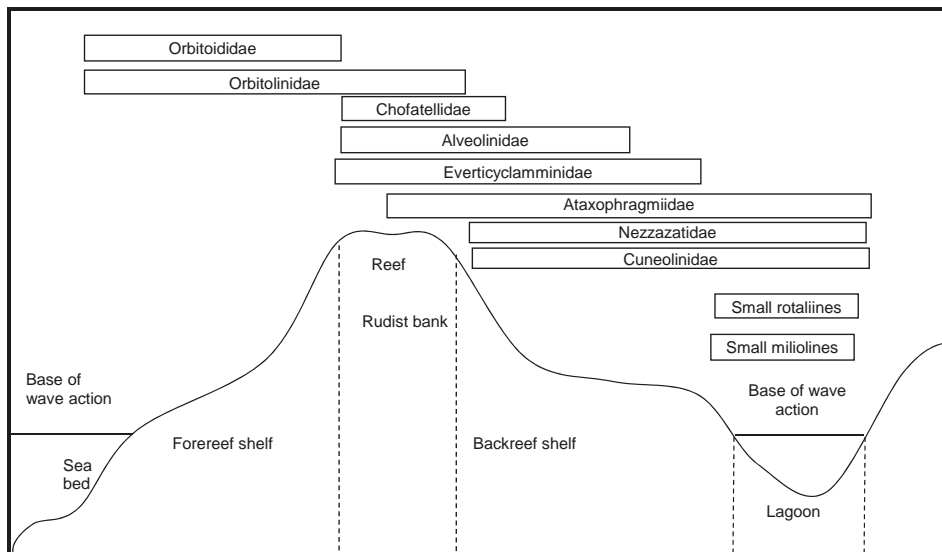 Orbitoididae
Orbitolinidae
Chofatellidae
Alveolinidae
Everticyclamminidae
Ataxophragmiidae
Nezzazatidae
Cuneolinidae
Reef
Small rotaliines
Rudist bank
Small miliolines
Base of
wave action
Base of wave
action
Forereef shelf
Backreef shelf
Sea
bed
Lagoon